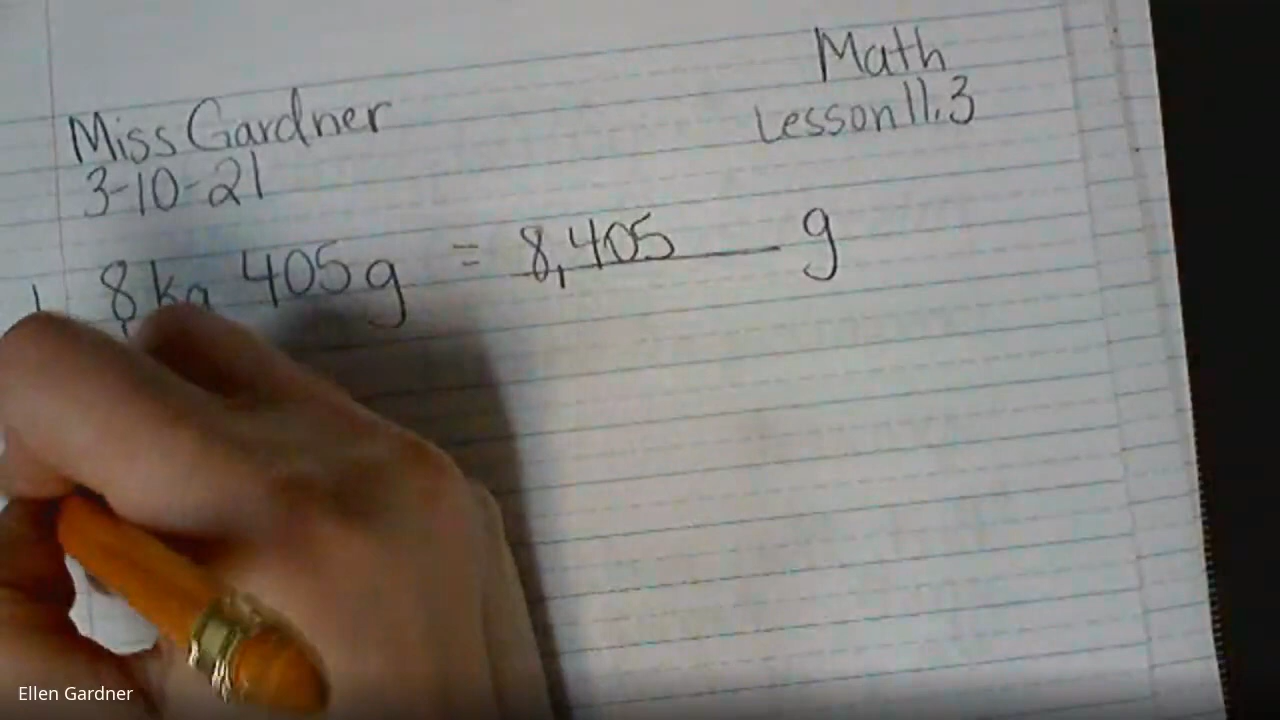 Math
Miss Gardner
Lesson 11.3
3-10-21
8 kg 405 g = 8,405 g
Ellen Gardner